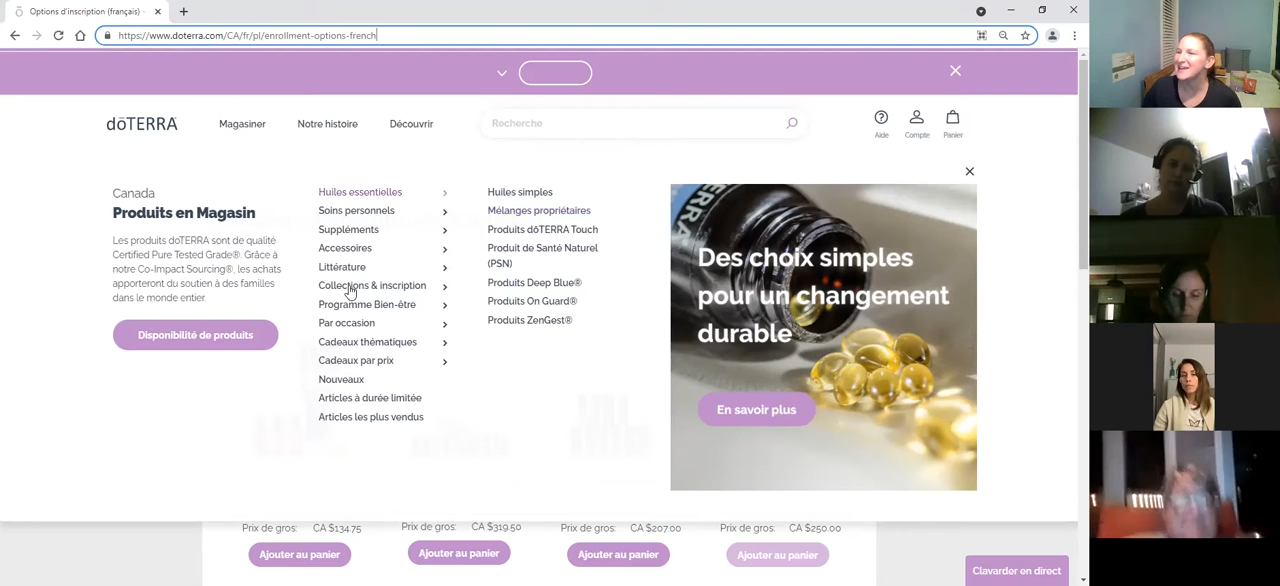 Options d'inscription (français)
https://www.doterra.com/CA/fr/pl/enrollment-options-french
dōTERRA
Magasiner
Notre histoire
Découvrir
Recherche
Aide
Compte
Panier
Canada
Produits en Magasin
Les produits dōTERRA sont de qualité
Certified Pure Tested Grade®. Grâce à
notre Co-Impact Sourcing®, les achats
apporteront du soutien à des familles
dans le monde entier.
Disponibilité de produits
Huiles essentielles
Soins personnels
Suppléments
Accessoires
Littérature
Collections & inscription
Programme Bien-être
Par occasion
Cadeaux thématiques
Cadeaux par prix
Nouveaux
Articles à durée limitée
Articles les plus vendus
Huiles simples
Mélanges propriétaires
Produits dōTERRA Touch
Produit de Santé Naturel
(PSN)
Produits Deep Blue®
Produits On Guard®
Produits ZenGest®
Des choix simples
pour un changement
durable
En savoir plus
Prix de gros: CA $134.75
Prix de gros: CA $319.50
Prix de gros: CA $207.00
Prix de gros: CA $250.00
Ajouter au panier
Ajouter au panier
Ajouter au panier
Ajouter au panier
Clavarder en direct